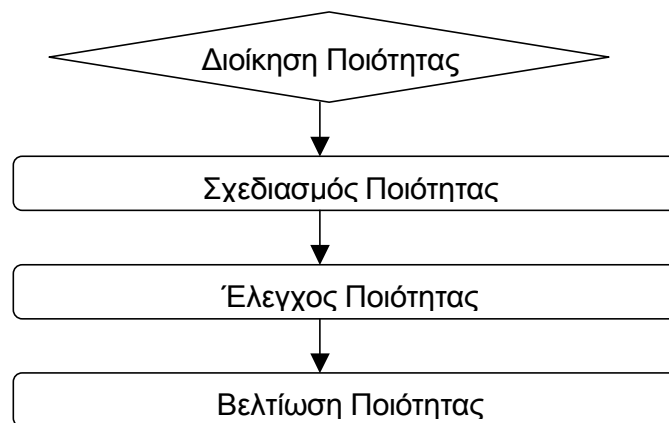 Διοίκηση Ποιότητας
Σχεδιασμός Ποιότητας
Έλεγχος Ποιότητας
Βελτίωση Ποιότητας